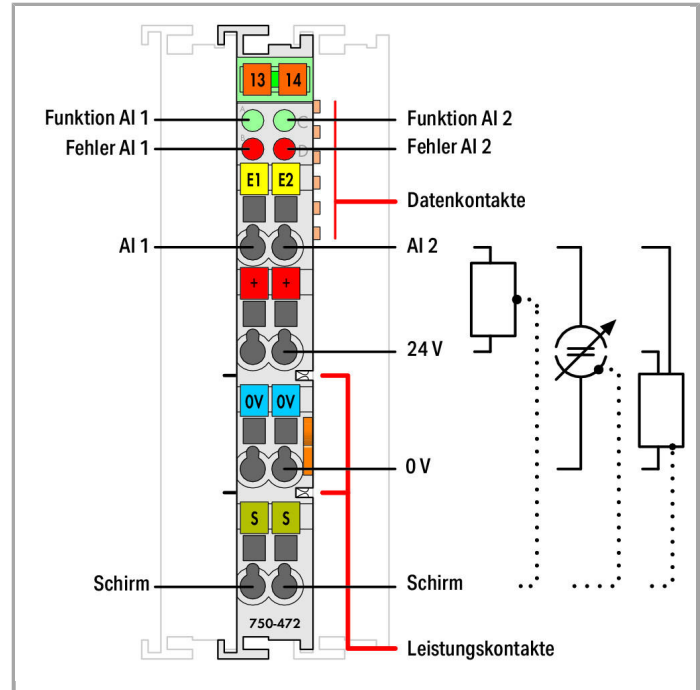 13 14
A C
Funktion AI 1
Funktion AI 2
B D
Fehler AI 1
Fehler AI 2
E1 E2
Datenkontakte
AI 1
AI 2
+ +
24 V
0V 0V
0 V
S S
Schirm
Schirm
750-472
Leistungskontakte